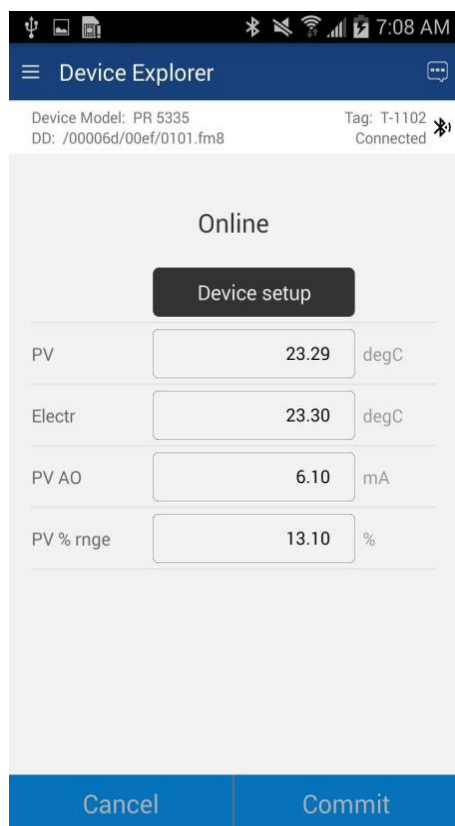 7:08 AM
Device Explorer
Device Model: PR 5335
Tag: T-1102
DD: /00006d/00ef/0101.fm8
Connected
Online
Device setup
PV 23.29 degC
Electr 23.30 degC
PV AO 6.10 mA
PV % rnge 13.10 %
Cancel Commit